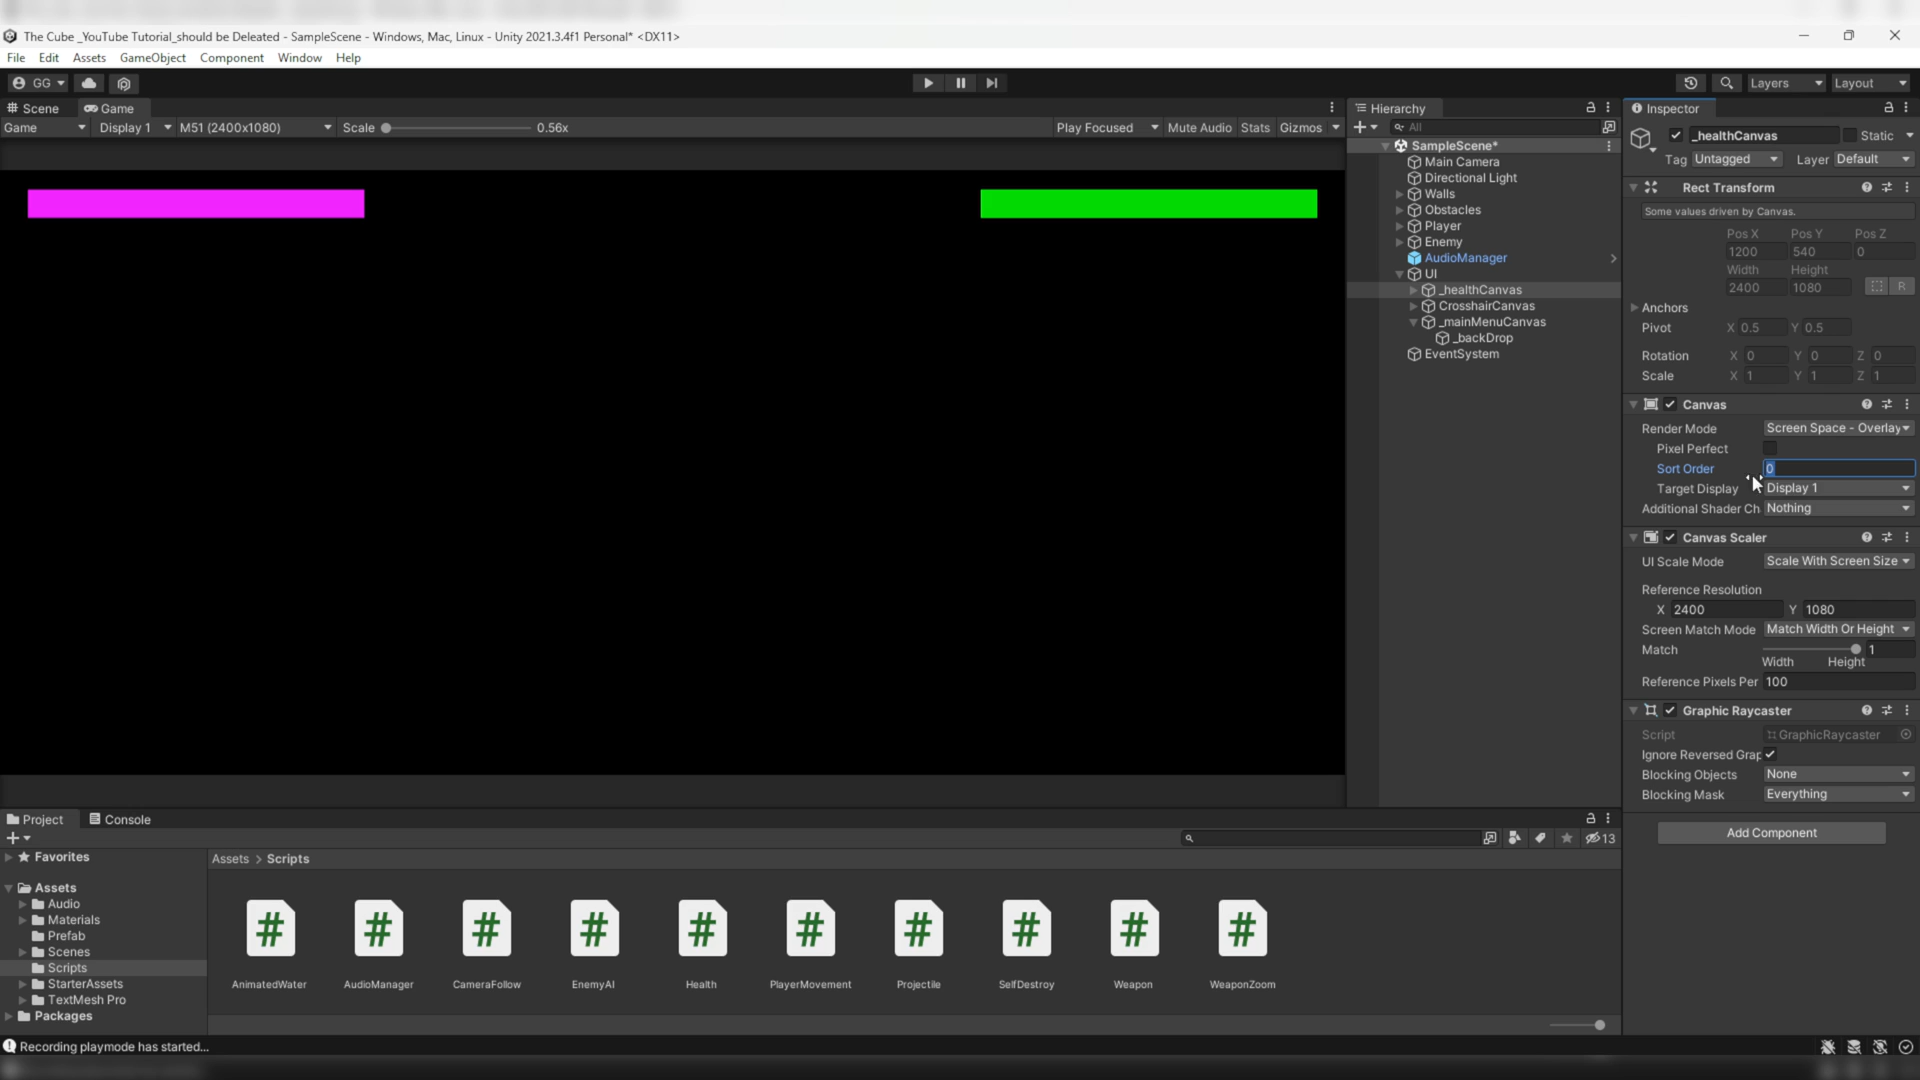 The Cube _YouTube Tutorial_should be Deleated - SampleScene - Windows, Mac, Linux - Unity 2021.3.4f1 Personal* <DX11>
File Edit Assets GameObject Component Window Help
GG Layers Layout
Scene Game
Game Display 1 M51 (2400x1080) Scale 0.56x Play Focused Mute Audio Stats Gizmos
Hierarchy
All
SampleScene*
Main Camera
Directional Light
Walls
Obstacles
Player
Enemy
AudioManager
UI
_healthCanvas
CrosshairCanvas
_mainMenuCanvas
_backDrop
EventSystem
Inspector
_healthCanvas Static
Tag Untagged Layer Default
Rect Transform
Some values driven by Canvas.
Pos X Pos Y Pos Z
1200 540 0
Width Height
2400 1080 R
Anchors
Pivot X 0.5 Y 0.5
Rotation X 0 Y 0 Z 0
Scale X 1 Y 1 Z 1
Canvas
Render Mode Screen Space - Overlay
Pixel Perfect
Sort Order 0
Target Display Display 1
Additional Shader Ch Nothing
Canvas Scaler
UI Scale Mode Scale With Screen Size
Reference Resolution
X 2400 Y 1080
Screen Match Mode Match Width Or Height
Match 1
Width Height
Reference Pixels Per 100
Graphic Raycaster
Script GraphicRaycaster
Ignore Reversed Grap
Blocking Objects None
Blocking Mask Everything
Add Component
Project Console
13
Favorites
Assets
Audio
Materials
Prefab
Scenes
Scripts
StarterAssets
TextMesh Pro
Packages
Assets > Scripts
AnimatedWater AudioManager CameraFollow EnemyAI Health PlayerMovement Projectile SelfDestroy Weapon WeaponZoom
Recording playmode has started...